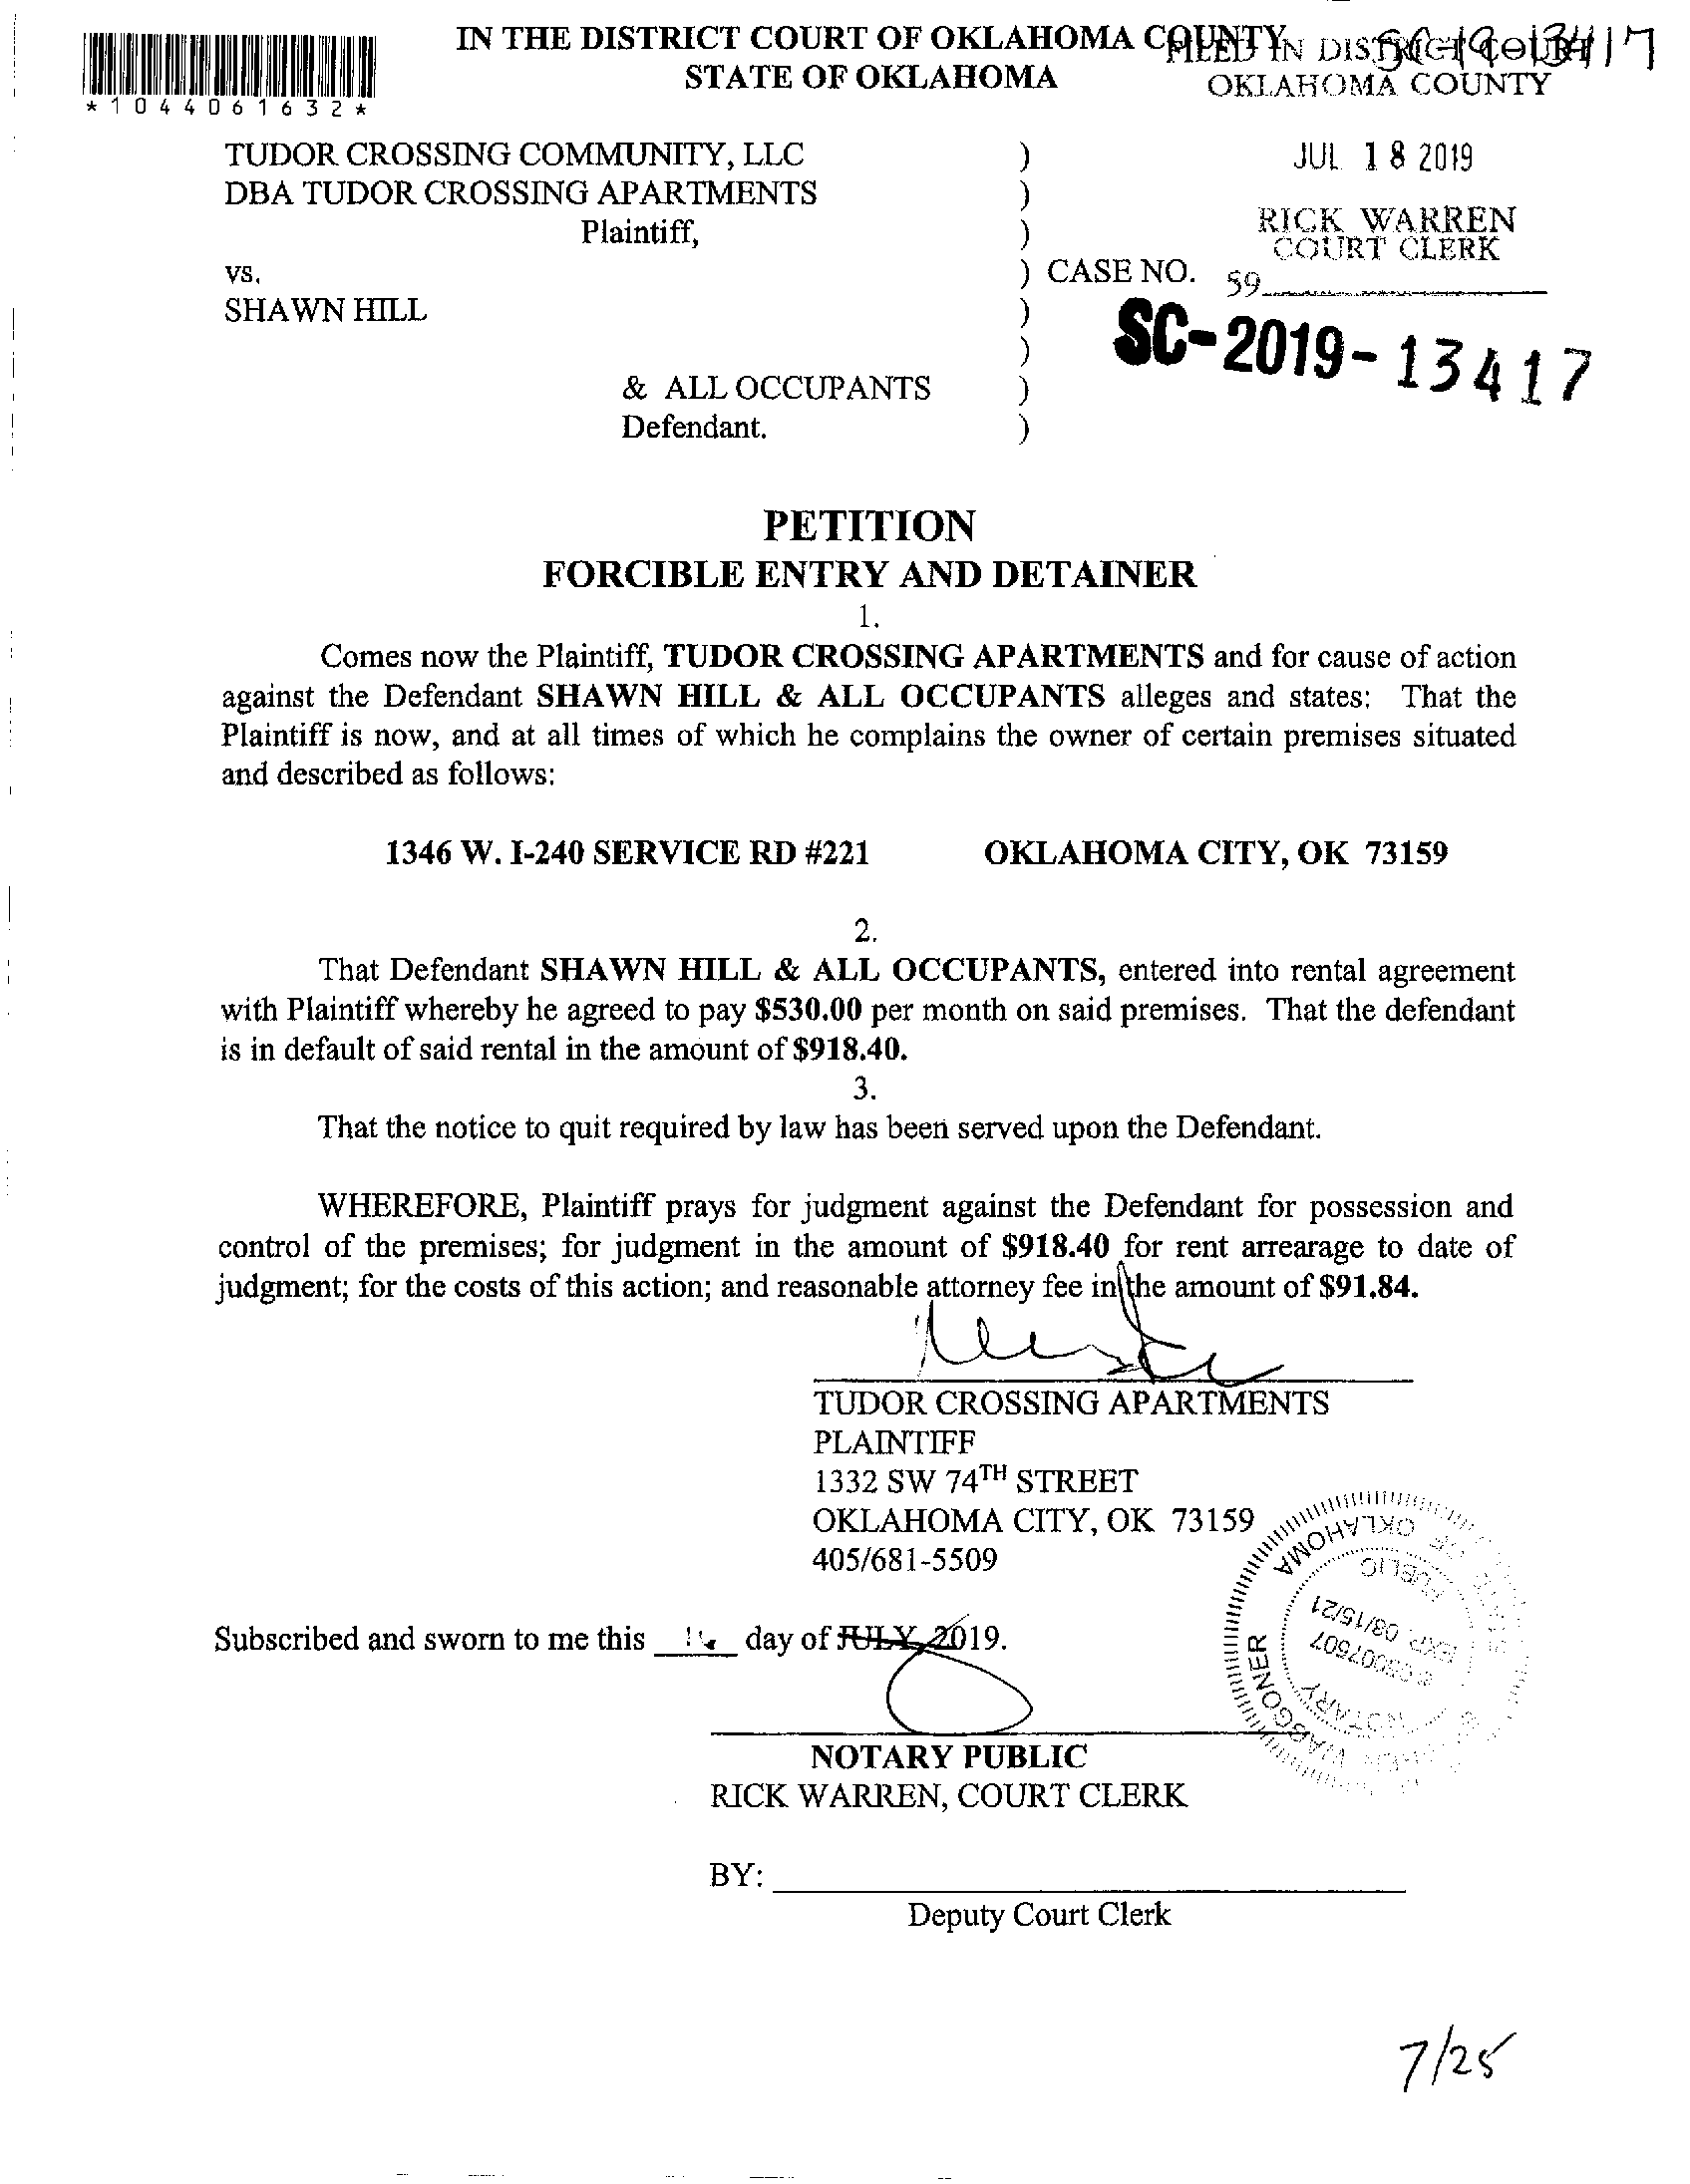 IN THE DISTRICT COURT OF OKLAHOMA COUNTY
STATE OF OKLAHOMA
FILED IN DISTRICT COURT
OKLAHOMA COUNTY
SC-19-13417
*1044061632*
JUL 18 2019
RICK WARREN
COURT CLERK
59
TUDOR CROSSING COMMUNITY, LLC )
DBA TUDOR CROSSING APARTMENTS )
Plaintiff, )
vs. ) CASE NO.
SHAWN HILL )
)
SC-2019-13417
& ALL OCCUPANTS )
Defendant. )
PETITION
FORCIBLE ENTRY AND DETAINER
1.
Comes now the Plaintiff, TUDOR CROSSING APARTMENTS and for cause of action
against the Defendant SHAWN HILL & ALL OCCUPANTS alleges and states: That the
Plaintiff is now, and at all times of which he complains the owner of certain premises situated
and described as follows:
1346 W. I-240 SERVICE RD #221 OKLAHOMA CITY, OK 73159
2.
That Defendant SHAWN HILL & ALL OCCUPANTS, entered into rental agreement
with Plaintiff whereby he agreed to pay $530.00 per month on said premises. That the defendant
is in default of said rental in the amount of $918.40.
3.
That the notice to quit required by law has been served upon the Defendant.
WHEREFORE, Plaintiff prays for judgment against the Defendant for possession and
control of the premises; for judgment in the amount of $918.40 for rent arrearage to date of
judgment; for the costs of this action; and reasonable attorney fee in the amount of $91.84.
TUDOR CROSSING APARTMENTS
PLAINTIFF
1332 SW 74TH STREET
OKLAHOMA CITY, OK 73159
405/681-5509
Subscribed and sworn to me this day of JULY, 2019.
WAGGONER
NOTARY
PUBLIC
OF OKLAHOMA
EXP. 08/15/21
NOTARY PUBLIC
RICK WARREN, COURT CLERK
BY:
Deputy Court Clerk
7/25